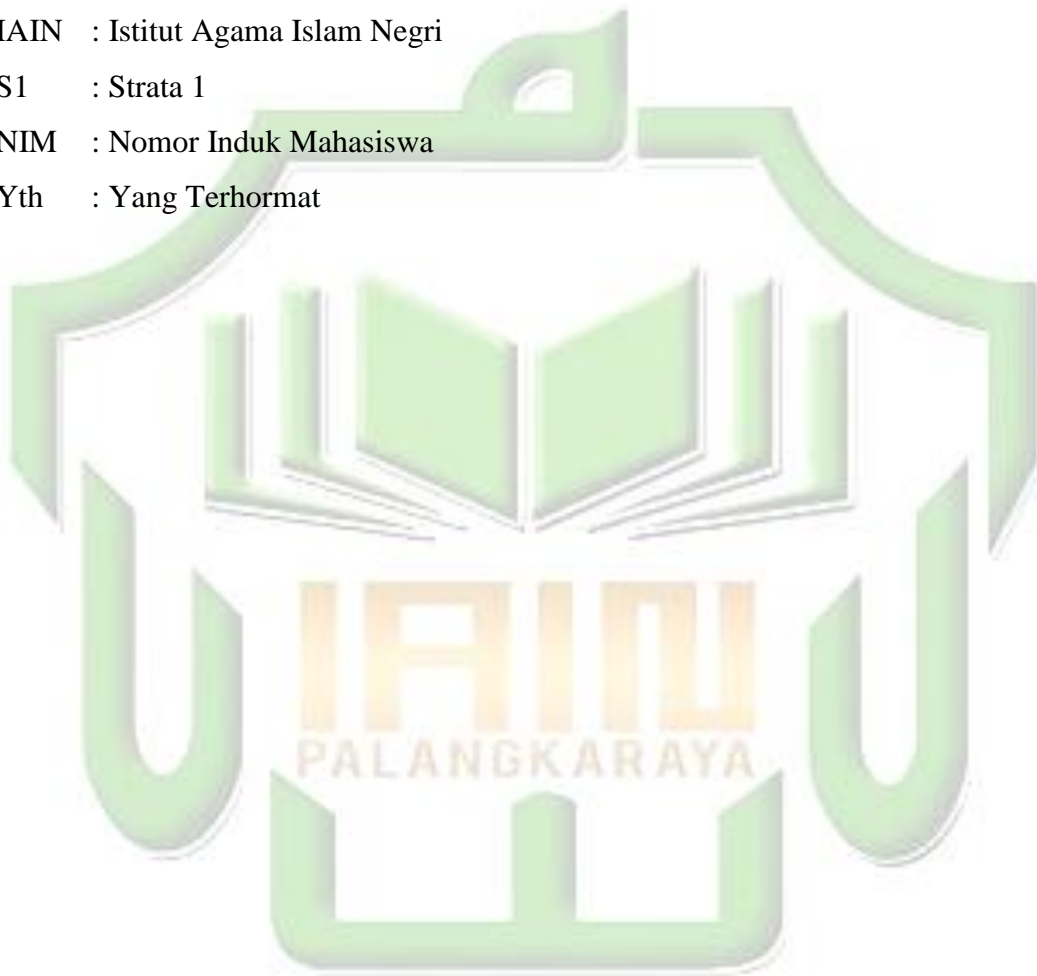 IAIN : Istitut Agama Islam Negri
S1 : Strata 1
NIM : Nomor Induk Mahasiswa
Yth : Yang Terhormat
IAIN
PALANGKARAYA